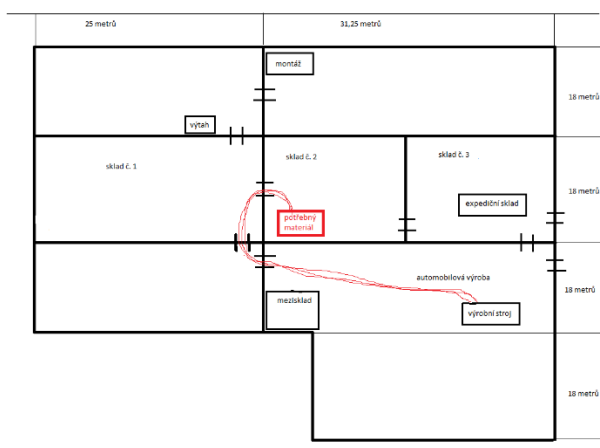 25 metrů
31,25 metrů
montáž
18 metrů
výtah
sklad č. 1
sklad č. 2
sklad č. 3
18 metrů
expediční sklad
potřebný
materiál
automobilová výroba
18 metrů
mezisklad
výrobní stroj
18 metrů